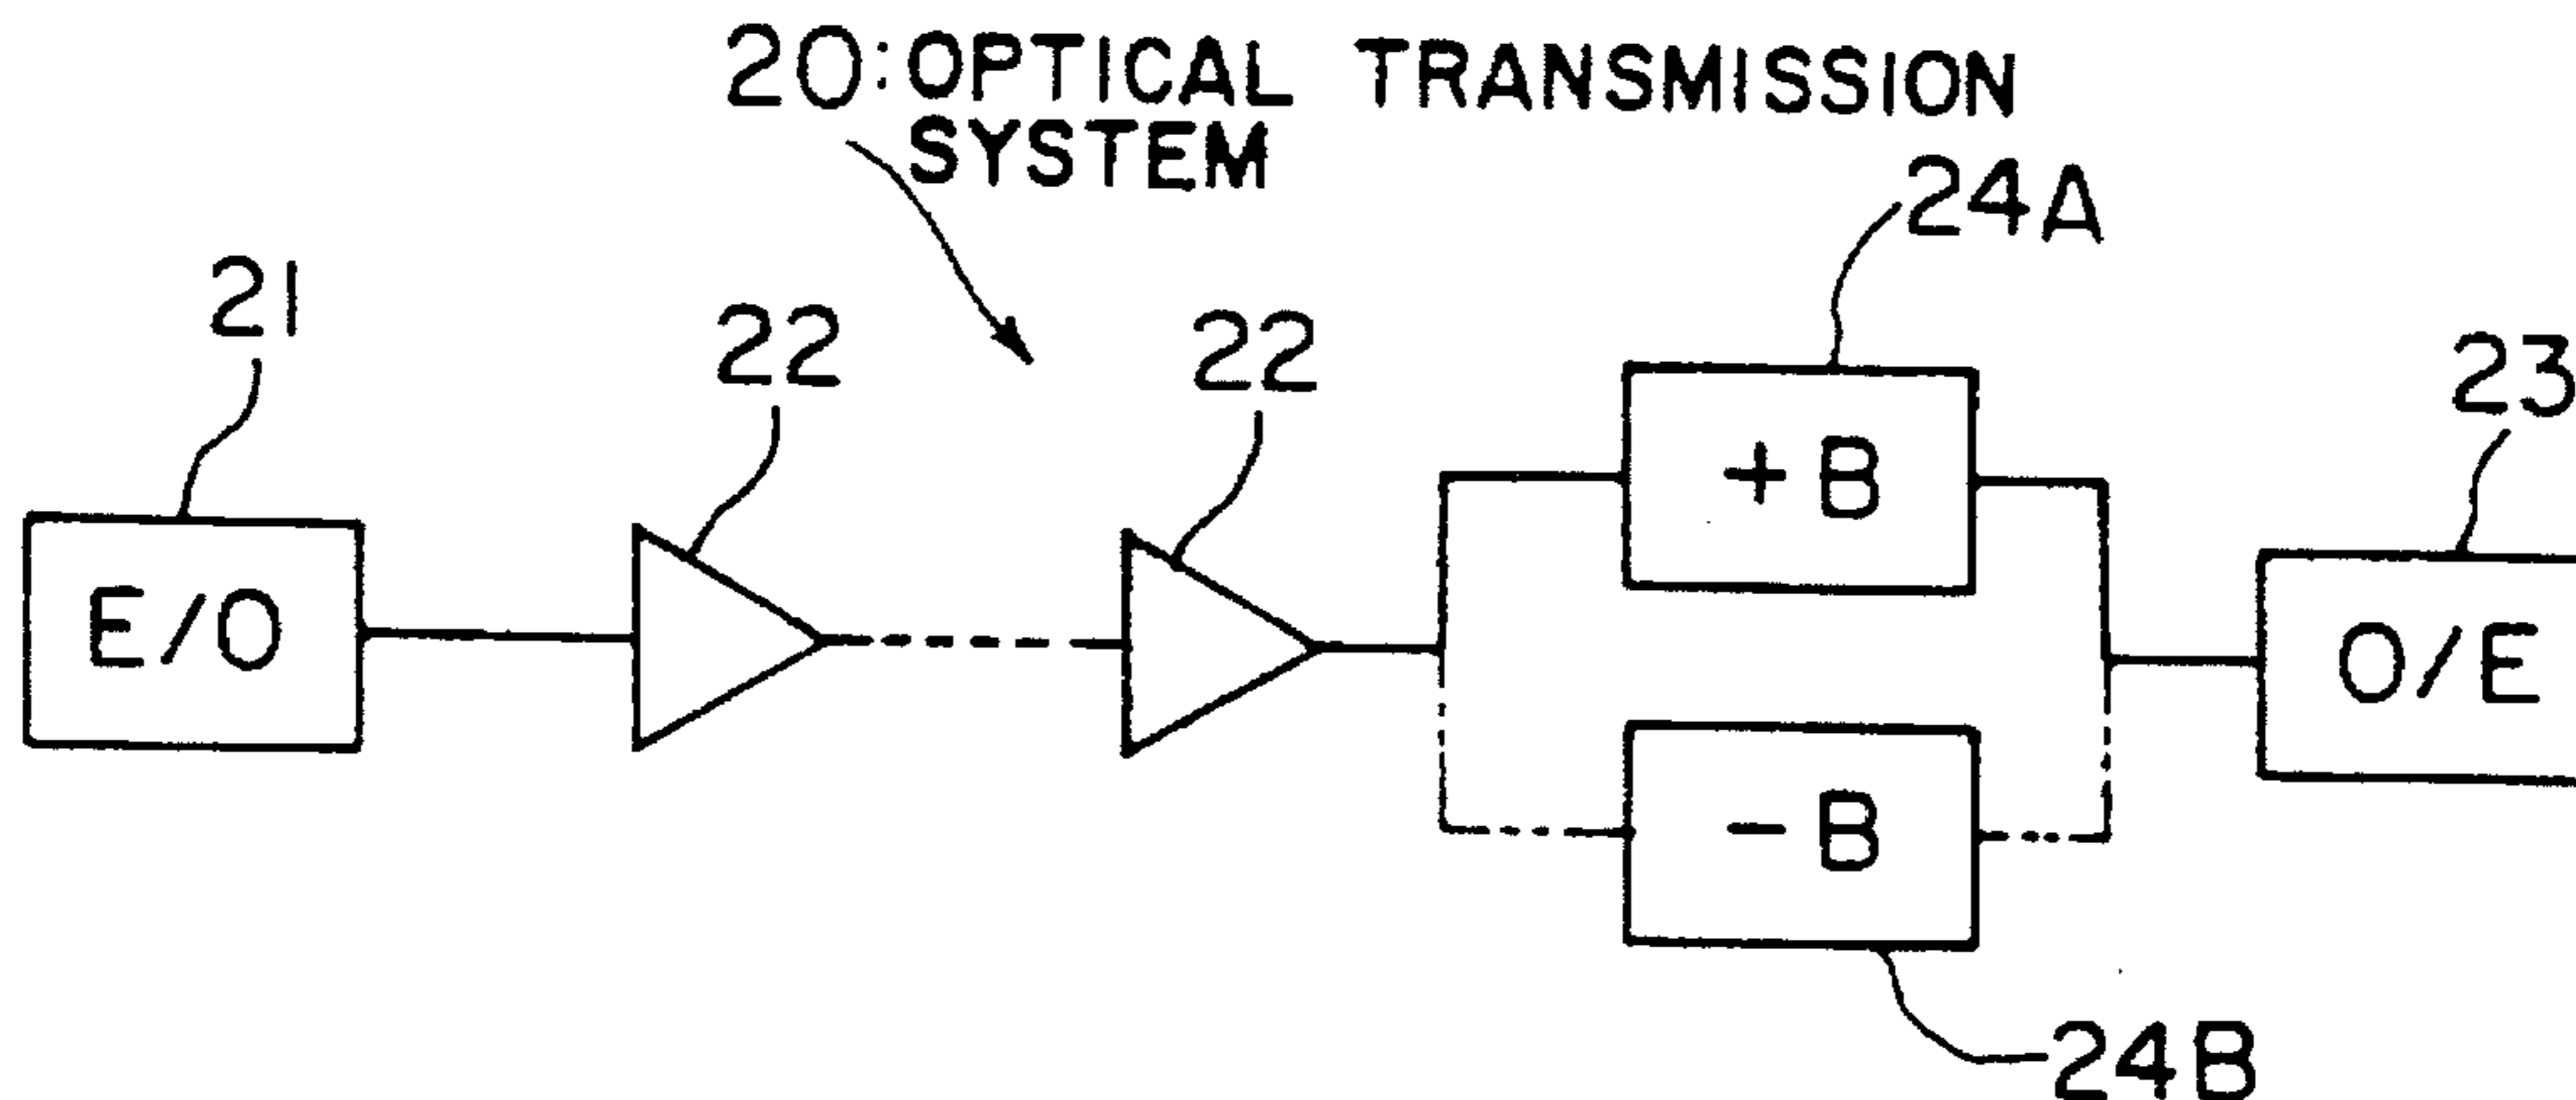 20: OPTICAL TRANSMISSION
SYSTEM
24A
21
22
22
23
+B
E/O
O/E
-B
24B